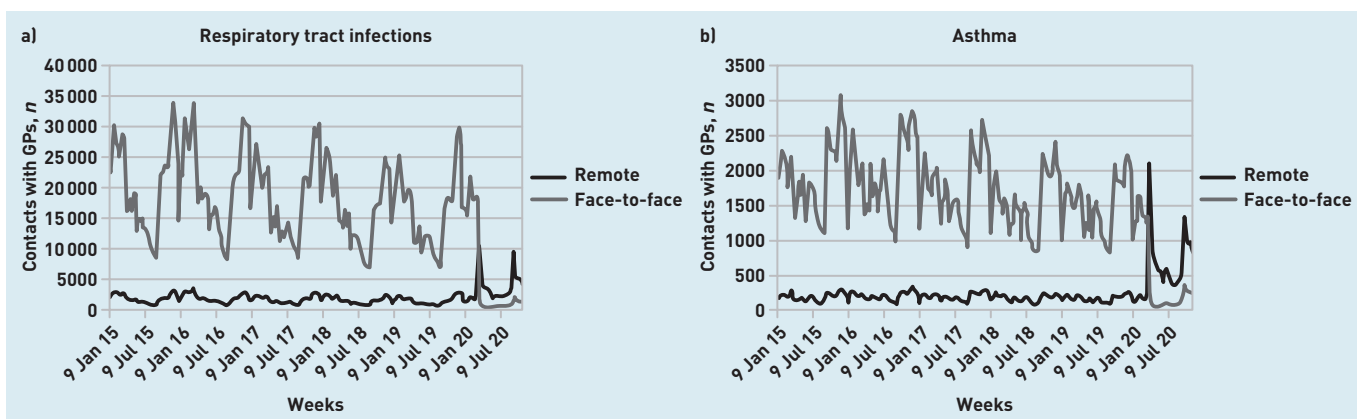 a)
Respiratory tract infections
Contacts with GPs, n
40 000
35 000
30 000
25 000
20 000
15 000
10 000
5000
0
9 Jan 15
9 Jul 15
9 Jan 16
9 Jul 16
9 Jan 17
9 Jul 17
9 Jan 18
9 Jul 18
9 Jan 19
9 Jul 19
9 Jan 20
9 Jul 20
Weeks
Remote
Face-to-face
b)
Asthma
Contacts with GPs, n
3500
3000
2500
2000
1500
1000
500
0
9 Jan 15
9 Jul 15
9 Jan 16
9 Jul 16
9 Jan 17
9 Jul 17
9 Jan 18
9 Jul 18
9 Jan 19
9 Jul 19
9 Jan 20
9 Jul 20
Weeks
Remote
Face-to-face